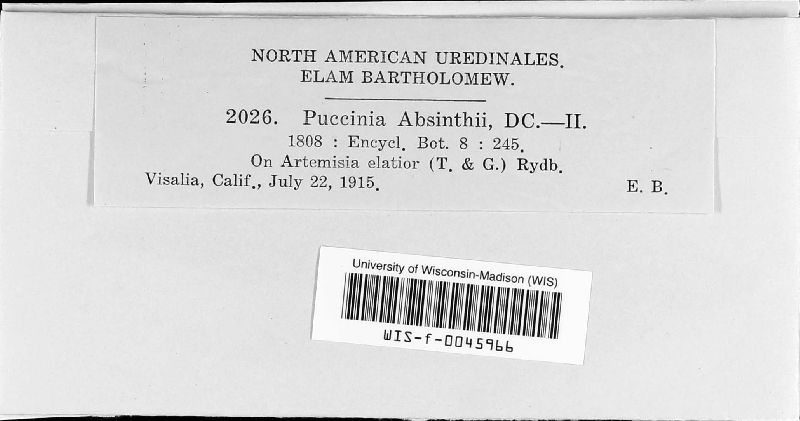 NORTH AMERICAN UREDINALES.
ELAM BARTHOLOMEW.
2026. Puccinia Absinthii, DC.—II.
1808 : Encycl. Bot. 8 : 245.
On Artemisia elatior (T. & G.) Rydb.
Visalia, Calif., July 22, 1915.
E. B.
University of Wisconsin-Madison (WIS)
WIS-f-0045966